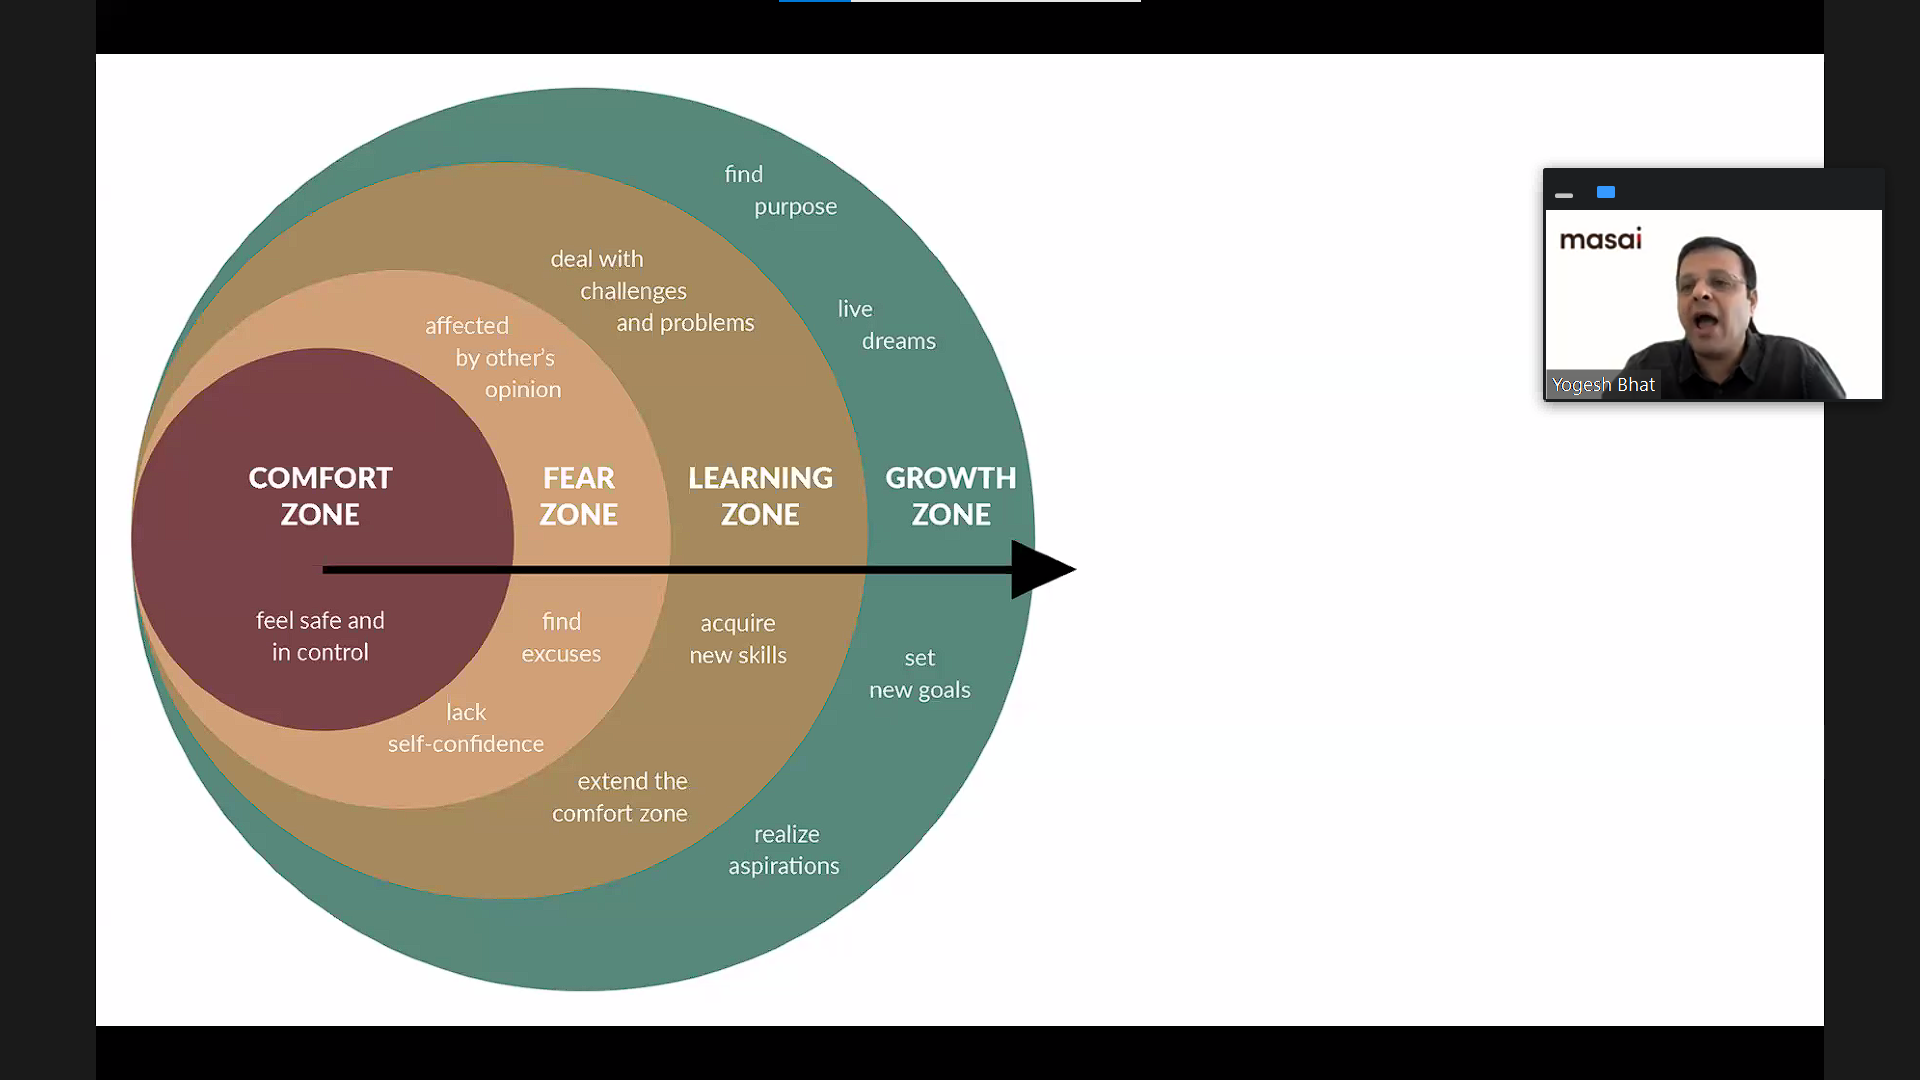 find
purpose
deal with
challenges
and problems
live
dreams
affected
by other's
opinion
COMFORT
ZONE
FEAR
ZONE
LEARNING
ZONE
GROWTH
ZONE
feel safe and
in control
find
excuses
acquire
new skills
set
new goals
lack
self-confidence
extend the
comfort zone
realize
aspirations
masai
Yogesh Bhat